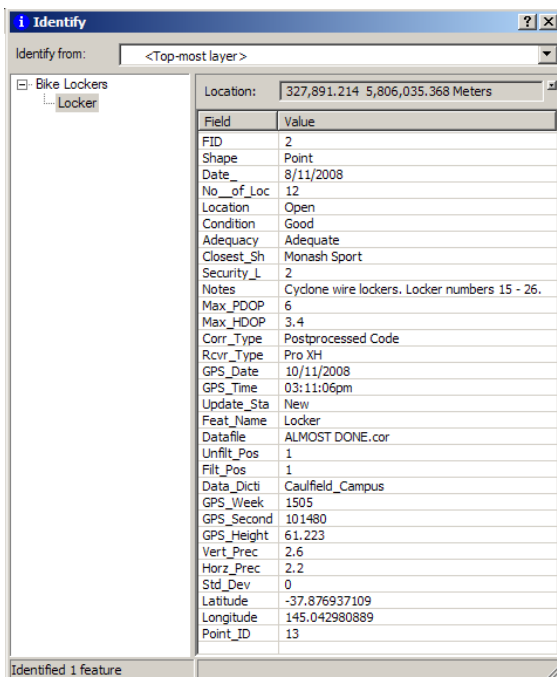 i Identify
Identify from: <Top-most layer>
Bike Lockers
Locker
Location: 327,891.214 5,806,035.368 Meters
Field Value
FID 2
Shape Point
Date_ 8/11/2008
No__of_Loc 12
Location Open
Condition Good
Adequacy Adequate
Closest_Sh Monash Sport
Security_L 2
Notes Cyclone wire lockers. Locker numbers 15 - 26.
Max_PDOP 6
Max_HDOP 3.4
Corr_Type Postprocessed Code
Rcvr_Type Pro XH
GPS_Date 10/11/2008
GPS_Time 03:11:06pm
Update_Sta New
Feat_Name Locker
Datafile ALMOST DONE.cor
Unfilt_Pos 1
Filt_Pos 1
Data_Dicti Caulfield_Campus
GPS_Week 1505
GPS_Second 101480
GPS_Height 61.223
Vert_Prec 2.6
Horz_Prec 2.2
Std_Dev 0
Latitude -37.876937109
Longitude 145.042980889
Point_ID 13
Identified 1 feature